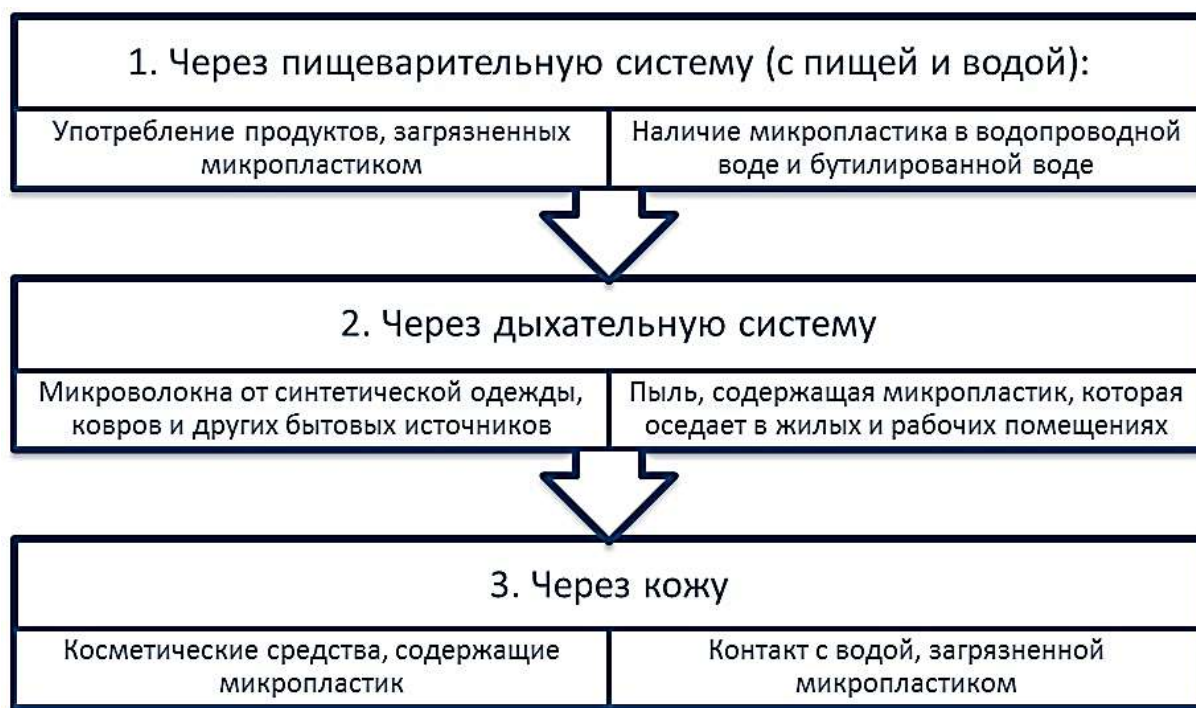 1. Через пищеварительную систему (с пищей и водой):
Употребление продуктов, загрязненных
микропластиком
Наличие микропластика в водопроводной
воде и бутилированной воде
2. Через дыхательную систему
Микроволокна от синтетической одежды,
ковров и других бытовых источников
Пыль, содержащая микропластик, которая
оседает в жилых и рабочих помещениях
3. Через кожу
Косметические средства, содержащие
микропластик
Контакт с водой, загрязненной
микропластиком